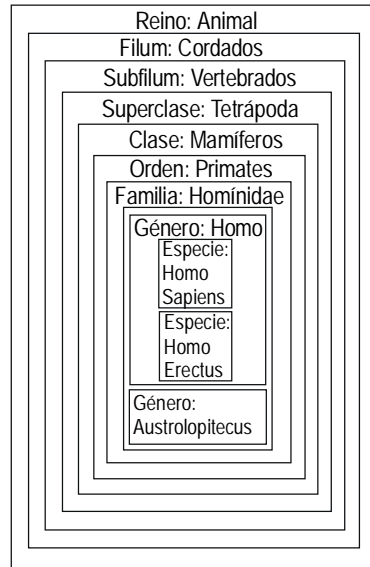 Reino: Animal
Filum: Cordados
Subfilum: Vertebrados
Superclase: Tetrápoda
Clase: Mamíferos
Orden: Primates
Familia: Homínidae
Género: Homo
Especie:
Homo
Sapiens
Especie:
Homo
Erectus
Género:
Austrolopitecus